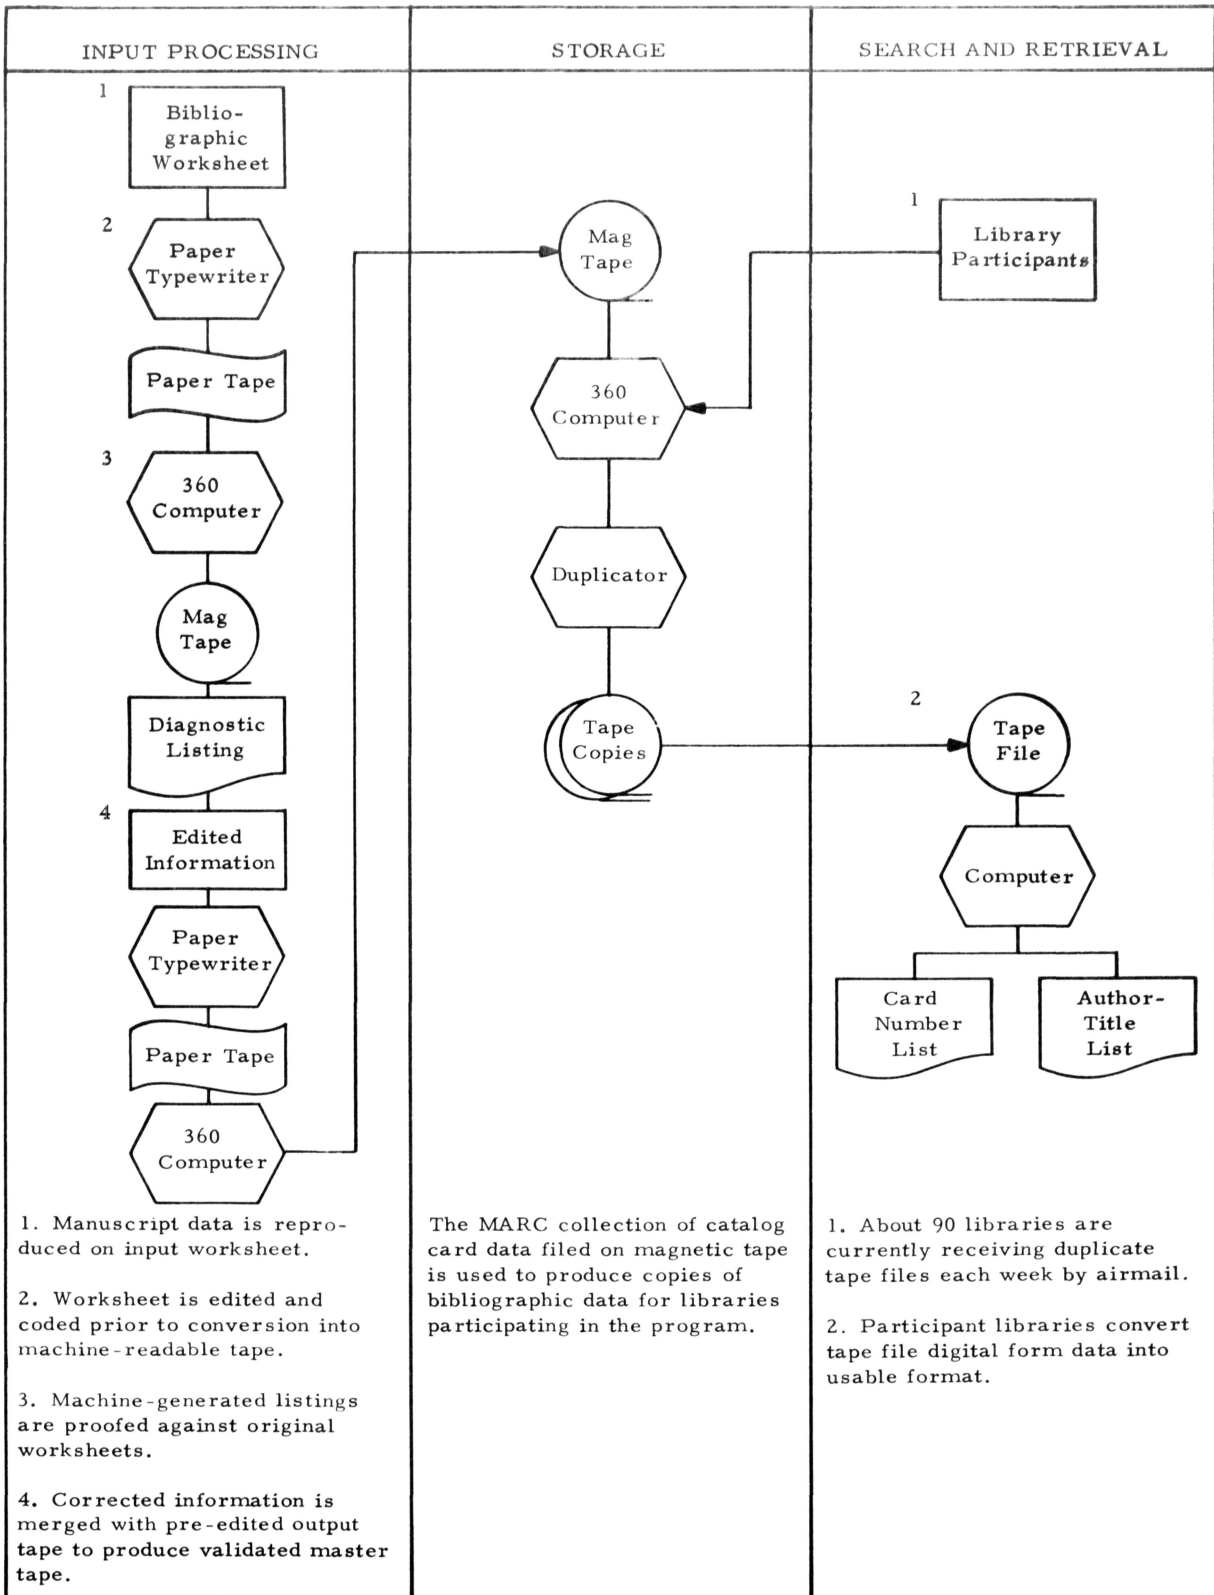 INPUT PROCESSING
1
Biblio-
graphic
Worksheet
2
Paper
Typewriter
Paper Tape
3
360
Computer
Mag
Tape
Diagnostic
Listing
4
Edited
Information
Paper
Typewriter
Paper Tape
360
Computer
1. Manuscript data is repro-
duced on input worksheet.
2. Worksheet is edited and
coded prior to conversion into
machine-readable tape.
3. Machine-generated listings
are proofed against original
worksheets.
4. Corrected information is
merged with pre-edited output
tape to produce validated master
tape.
STORAGE
Mag
Tape
360
Computer
Duplicator
Tape
Copies
The MARC collection of catalog
card data filed on magnetic tape
is used to produce copies of
bibliographic data for libraries
participating in the program.
SEARCH AND RETRIEVAL
1
Library
Participants
2
Tape
File
Computer
Card
Number
List
Author-
Title
List
1. About 90 libraries are
currently receiving duplicate
tape files each week by airmail.
2. Participant libraries convert
tape file digital form data into
usable format.